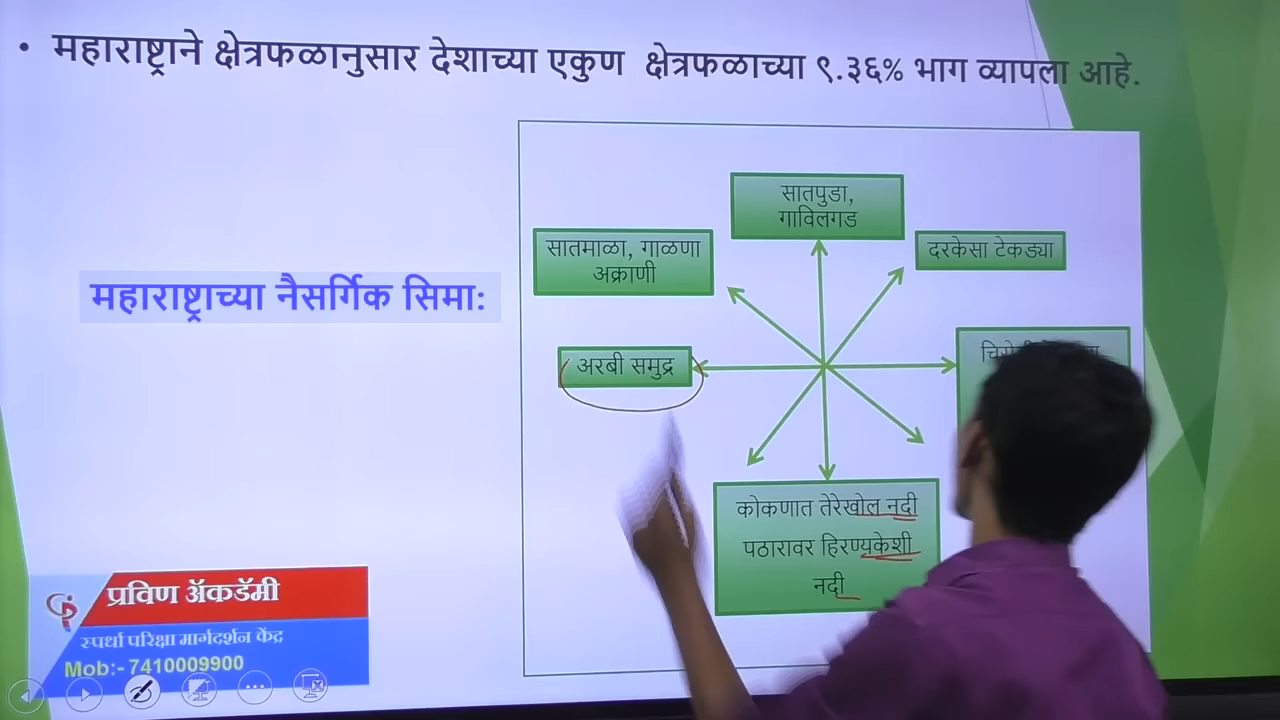 • महाराष्ट्राने क्षेत्रफळानुसार देशाच्या एकुण क्षेत्रफळाच्या ९.३६% भाग व्यापला आहे.
सातपुडा,
गाविलगड
सातमाळा, गाळणा
अक्राणी
दरकेसा टेकड्या
महाराष्ट्राच्या नैसर्गिक सिमा:
अरबी समुद्र
कोकणात तेरेखोल नदी
पठारावर हिरण्यकेशी
नदी
प्रविण ॲकॅडॅमी
स्पर्धा परिक्षा मार्गदर्शन केंद्र
Mob:- 7410009900